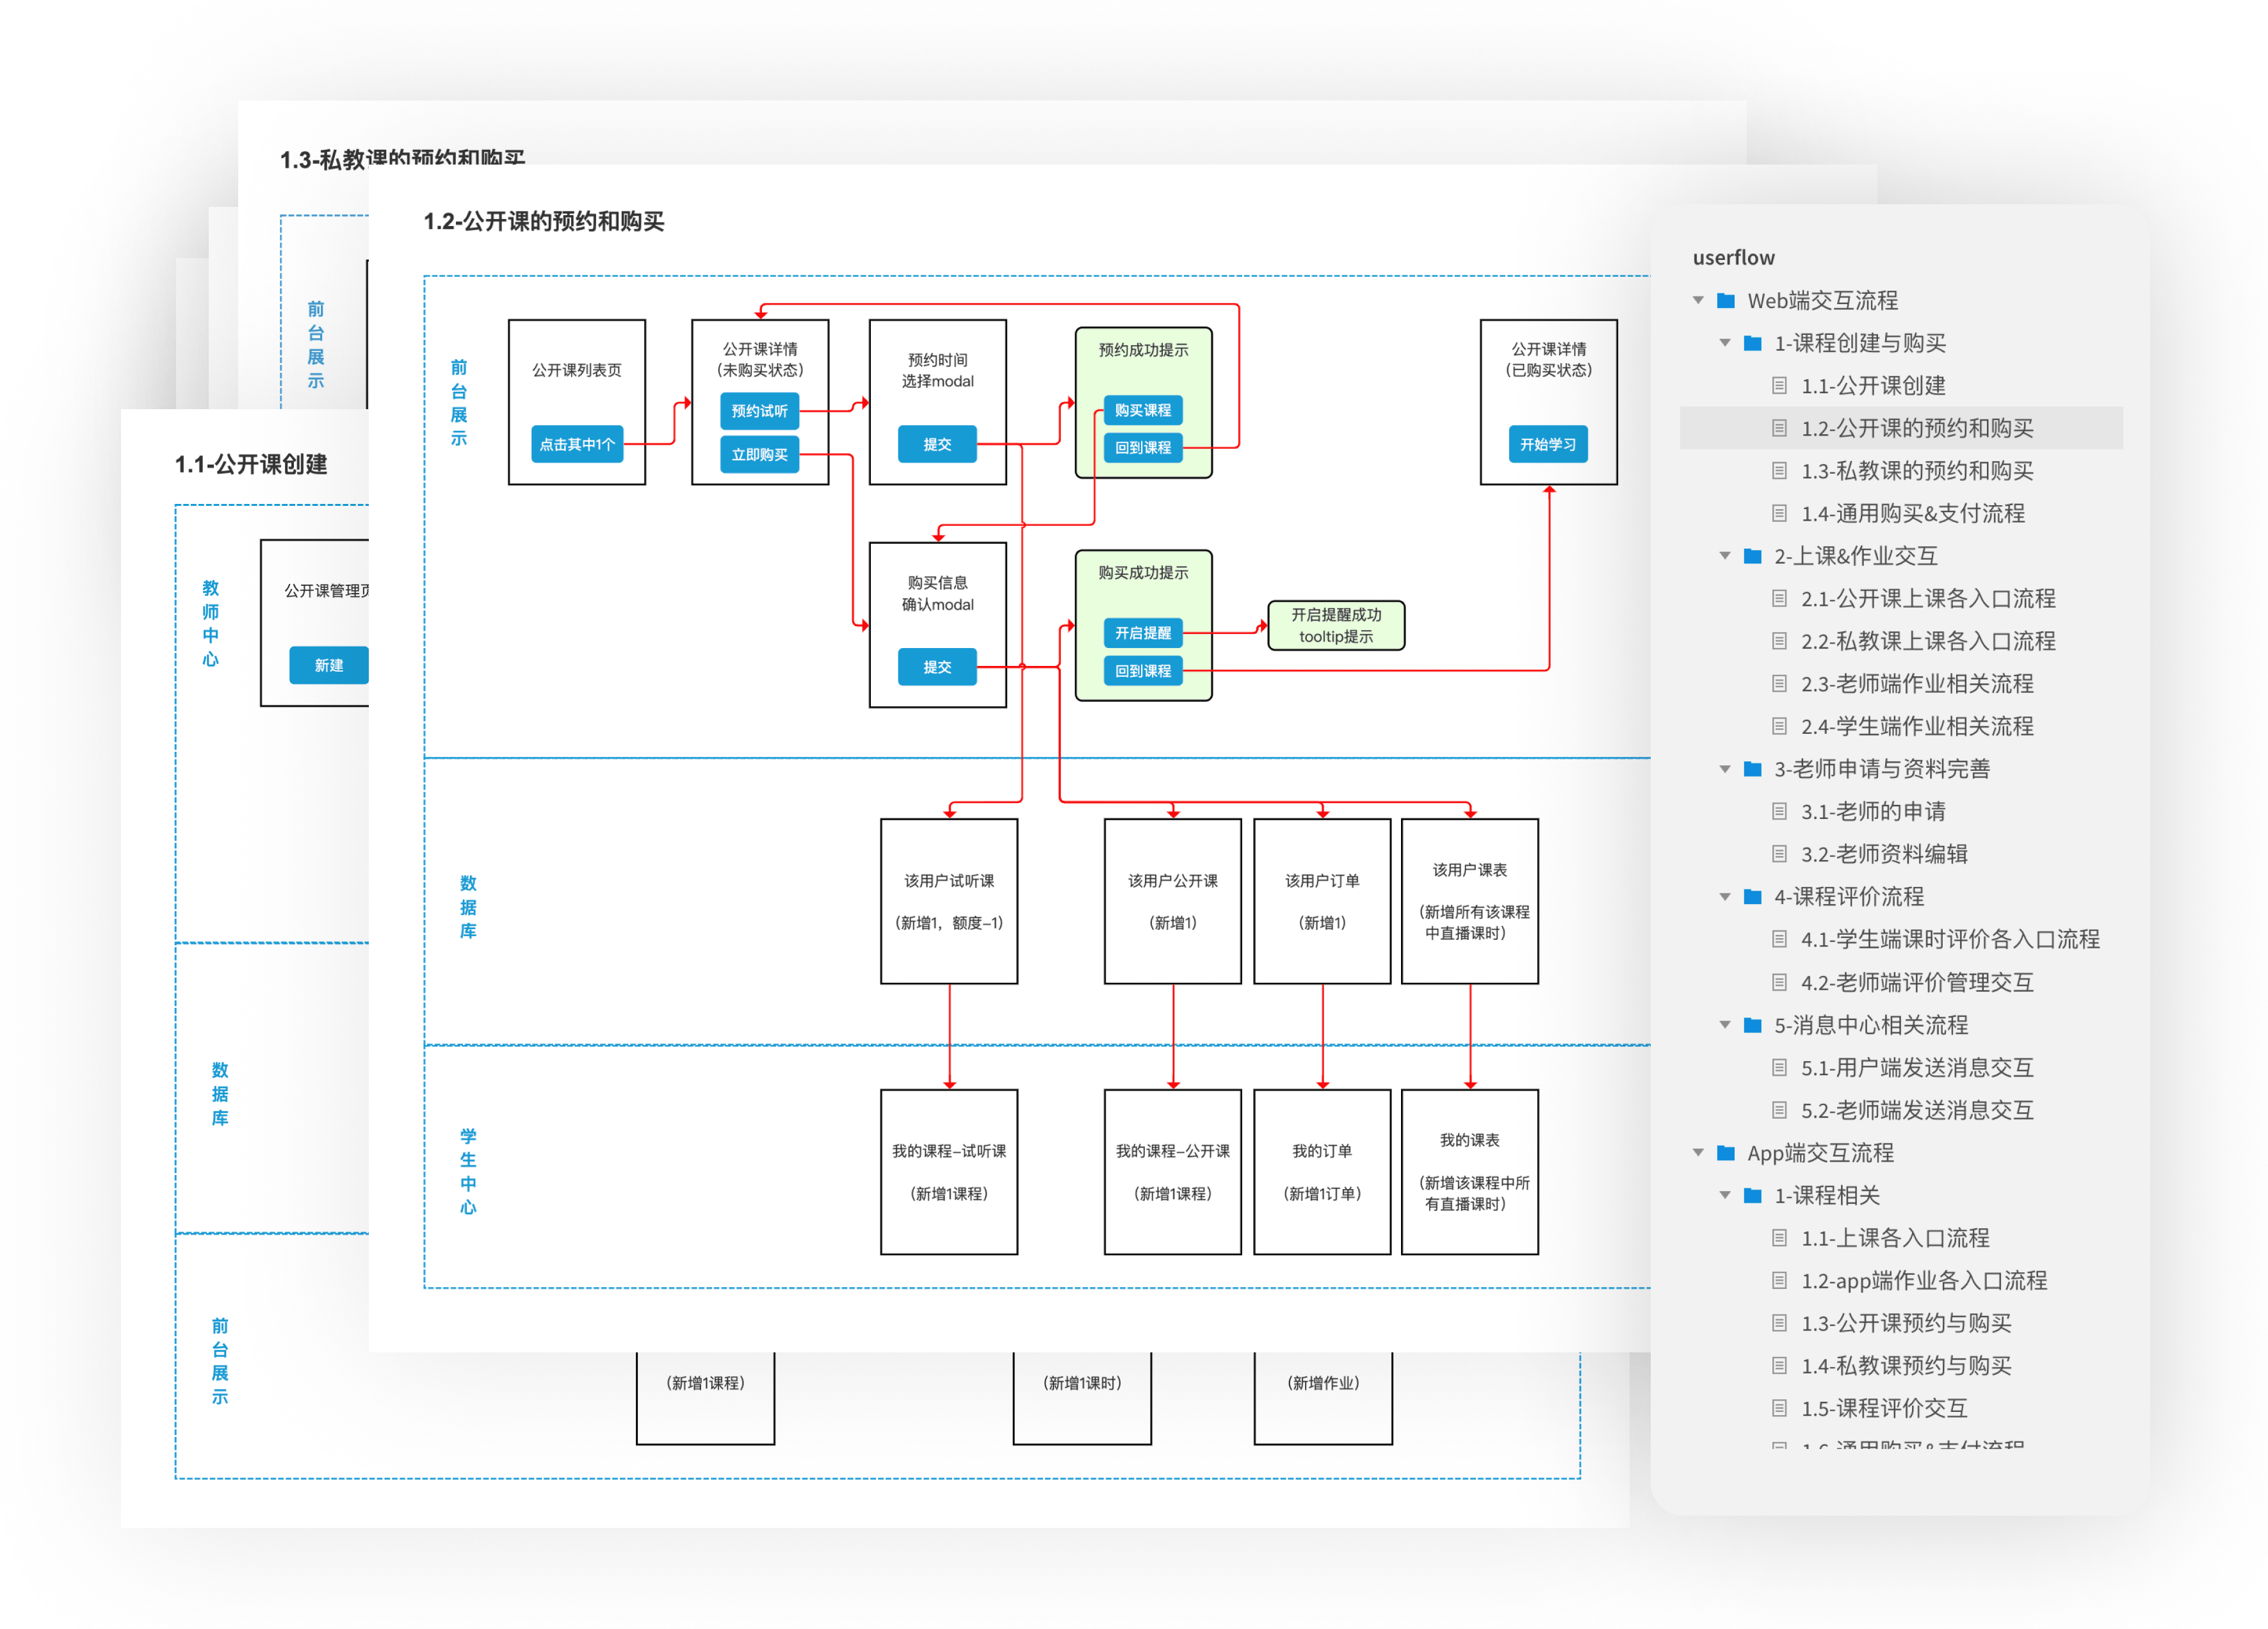 1.3-私教课的预约和购买
前台展示
1.1-公开课创建
教师中心
公开课管理页
新建
数据库
前台展示
(新增1课程)
(新增1课时)
(新增作业)
1.2-公开课的预约和购买
前台展示
公开课列表页
点击其中1个
公开课详情
(未购买状态)
预约试听
立即购买
预约时间
选择modal
提交
预约成功提示
购买课程
回到课程
公开课详情
(已购买状态)
开始学习
购买信息
确认modal
提交
购买成功提示
开启提醒
回到课程
开启提醒成功
tooltip提示
数据库
该用户试听课
(新增1，额度-1)
该用户公开课
(新增1)
该用户订单
(新增1)
该用户课表
(新增所有该课程
中直播课时)
学生中心
我的课程-试听课
(新增1课程)
我的课程-公开课
(新增1课程)
我的订单
(新增1订单)
我的课表
(新增该课程中所
有直播课时)
userflow
Web端交互流程
1-课程创建与购买
1.1-公开课创建
1.2-公开课的预约和购买
1.3-私教课的预约和购买
1.4-通用购买&支付流程
2-上课&作业交互
2.1-公开课上课各入口流程
2.2-私教课上课各入口流程
2.3-老师端作业相关流程
2.4-学生端作业相关流程
3-老师申请与资料完善
3.1-老师的申请
3.2-老师资料编辑
4-课程评价流程
4.1-学生端课时评价各入口流程
4.2-老师端评价管理交互
5-消息中心相关流程
5.1-用户端发送消息交互
5.2-老师端发送消息交互
App端交互流程
1-课程相关
1.1-上课各入口流程
1.2-app端作业各入口流程
1.3-公开课预约与购买
1.4-私教课预约与购买
1.5-课程评价交互
1.6-通用购买&支付流程